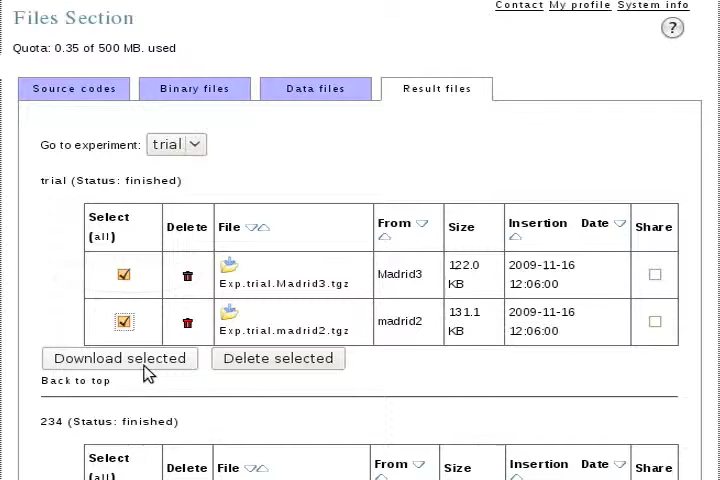 Contact My profile System info
Files Section
?
Quota: 0.35 of 500 MB. used
Source codes Binary files Data files Result files
Go to experiment: trial
trial (Status: finished)
Select (all) Delete File From Size Insertion Date Share
Exp.trial.Madrid3.tgz Madrid3 122.0 KB 2009-11-16 12:06:00
Exp.trial.madrid2.tgz madrid2 131.1 KB 2009-11-16 12:06:00
Download selected Delete selected
Back to top
234 (Status: finished)
Select (all) Delete File From Size Insertion Date Share